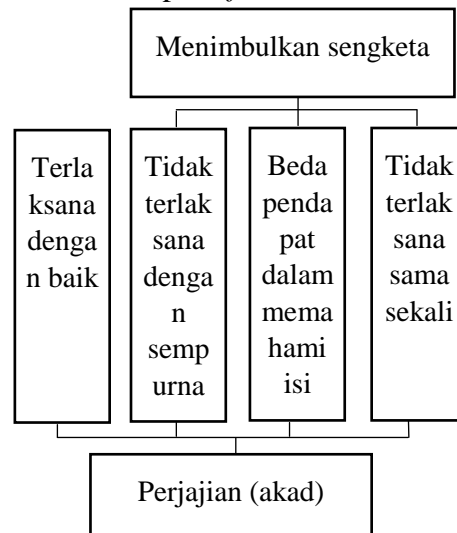 Menimbulkan sengketa
Terla
ksana
denga
n baik
Tidak
terlak
sana
denga
n
semp
urna
Beda
penda
pat
dalam
mema
hami
isi
Tidak
terlak
sana
sama
sekali
Perjajian (akad)